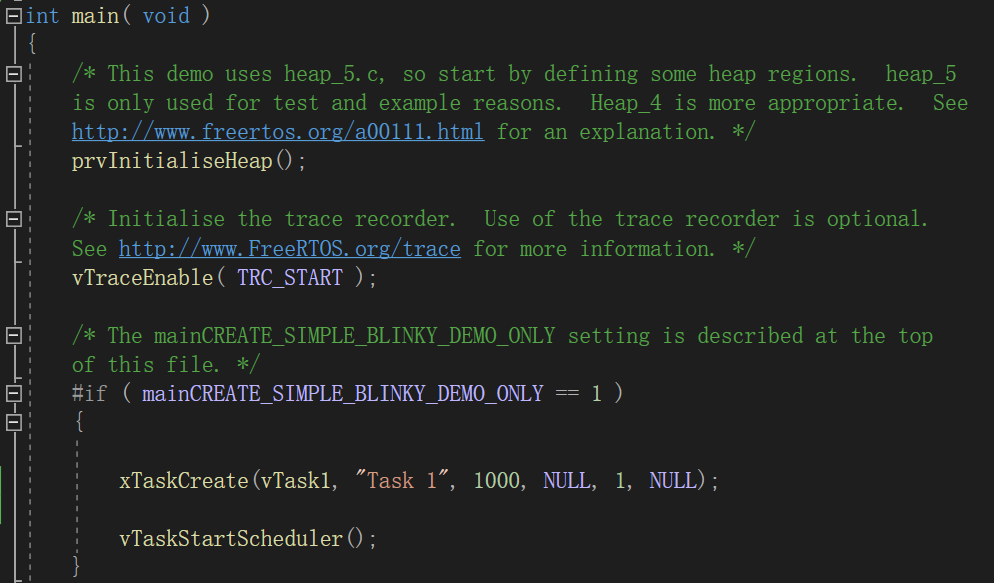 int main( void )
{
/* This demo uses heap_5.c, so start by defining some heap regions.  heap_5
is only used for test and example reasons.  Heap_4 is more appropriate.  See
http://www.freertos.org/a00111.html for an explanation. */
prvInitialiseHeap();
/* Initialise the trace recorder.  Use of the trace recorder is optional.
See http://www.FreeRTOS.org/trace for more information. */
vTraceEnable( TRC_START );
/* The mainCREATE_SIMPLE_BLINKY_DEMO_ONLY setting is described at the top
of this file. */
#if ( mainCREATE_SIMPLE_BLINKY_DEMO_ONLY == 1 )
{
xTaskCreate(vTask1, "Task 1", 1000, NULL, 1, NULL);
vTaskStartScheduler();
}